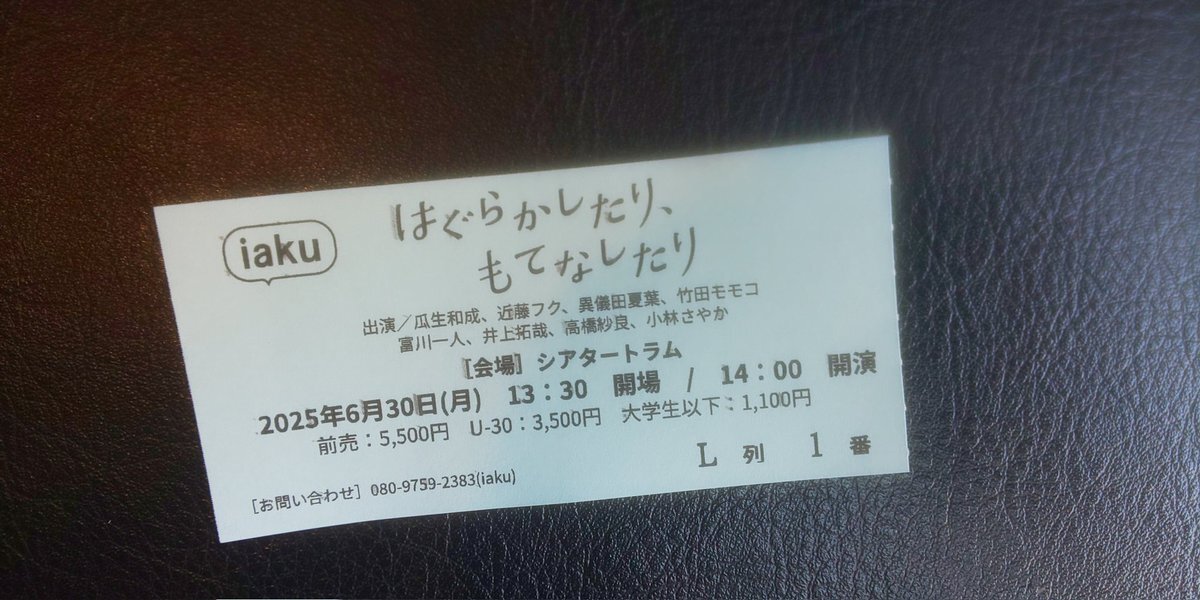 iaku
はぐらかしたり、
もてなしたり
出演／瓜生和成、近藤フク、異儀田夏葉、竹田モモコ
富川一人、井上拓哉、高橋紗良、小林さやか
［会場］シアタートラム
2025年6月30日(月) 13：30 開場 / 14：00 開演
前売：5,500円 U-30：3,500円 大学生以下：1,100円
L 列 1 番
［お問い合わせ］080-9759-2383(iaku)